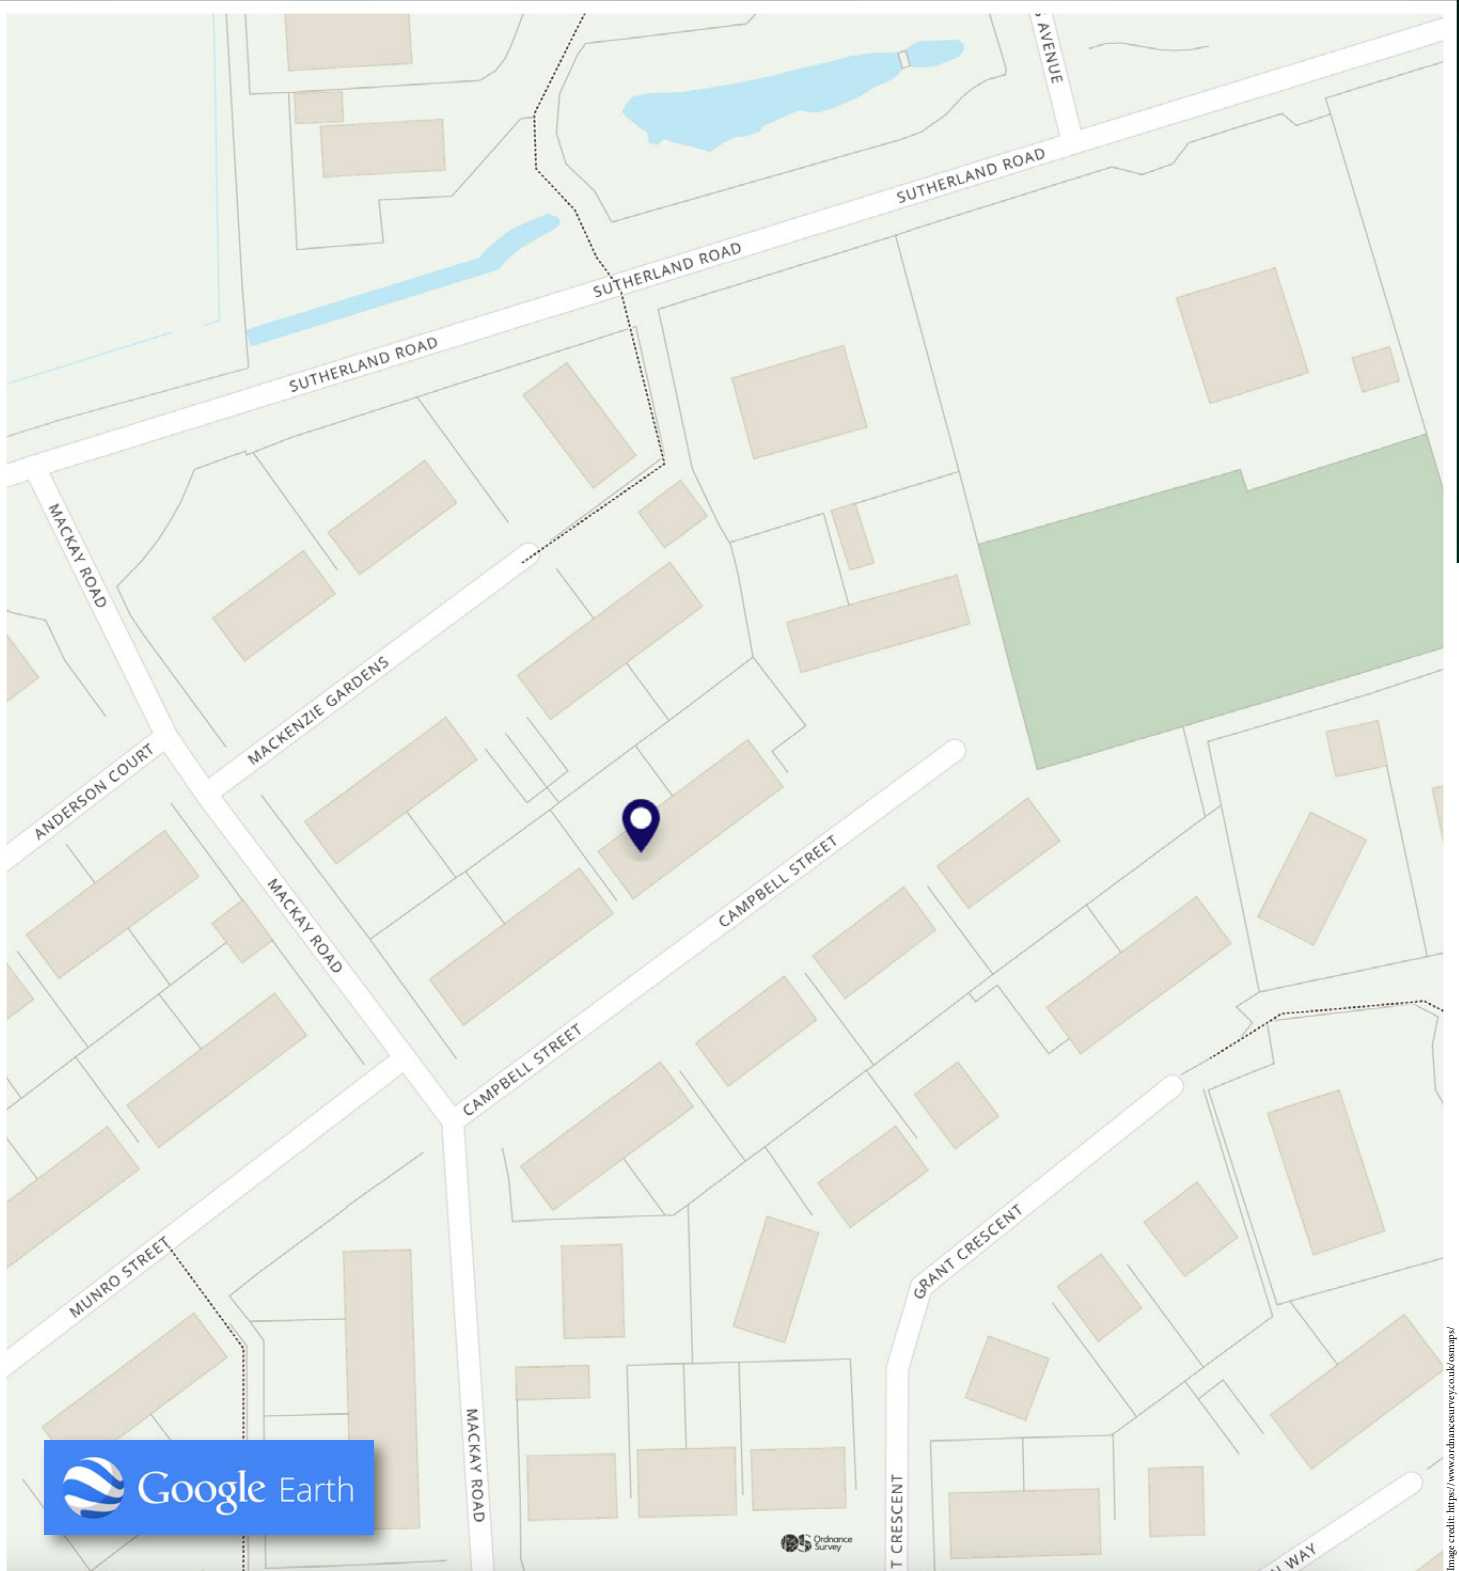 S AVENUE
SUTHERLAND ROAD
SUTHERLAND ROAD
SUTHERLAND ROAD
MACKAY ROAD
MACKENZIE GARDENS
ANDERSON COURT
CAMPBELL STREET
MACKAY ROAD
CAMPBELL STREET
GRANT CRESCENT
MUNRO STREET
MACKAY ROAD
T CRESCENT
N WAY
Google Earth
OS Ordnance
Survey
Image credit: https://www.ordnancesurvey.co.uk/osmaps/